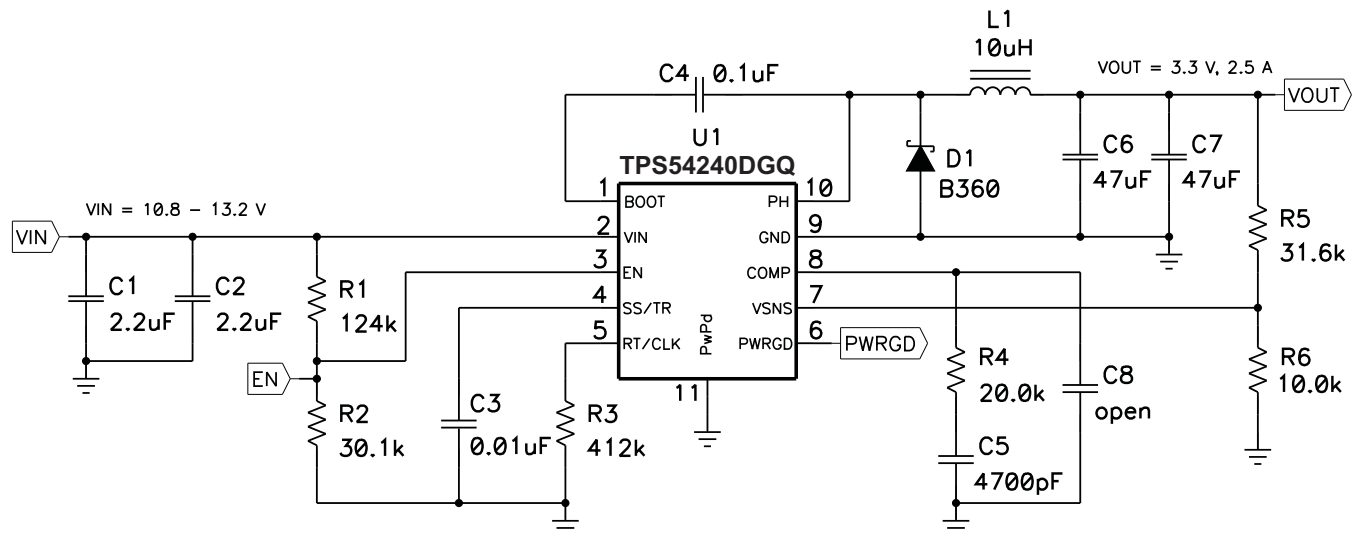 L1
10uH
C4 0.1uF
VOUT = 3.3 V, 2.5 A
VOUT
U1
TPS54240DGQ
C6
47uF
C7
47uF
D1
B360
1
BOOT
PH
10
VIN = 10.8 – 13.2 V
VIN
2
VIN
GND
9
R5
31.6k
3
EN
COMP
8
C1
2.2uF
C2
2.2uF
R1
124k
4
SS/TR
VSNS
7
5
RT/CLK
PwPd
PWRGD
6
PWRGD
EN
R4
20.0k
C8
open
R6
10.0k
11
R2
30.1k
C3
0.01uF
R3
412k
C5
4700pF